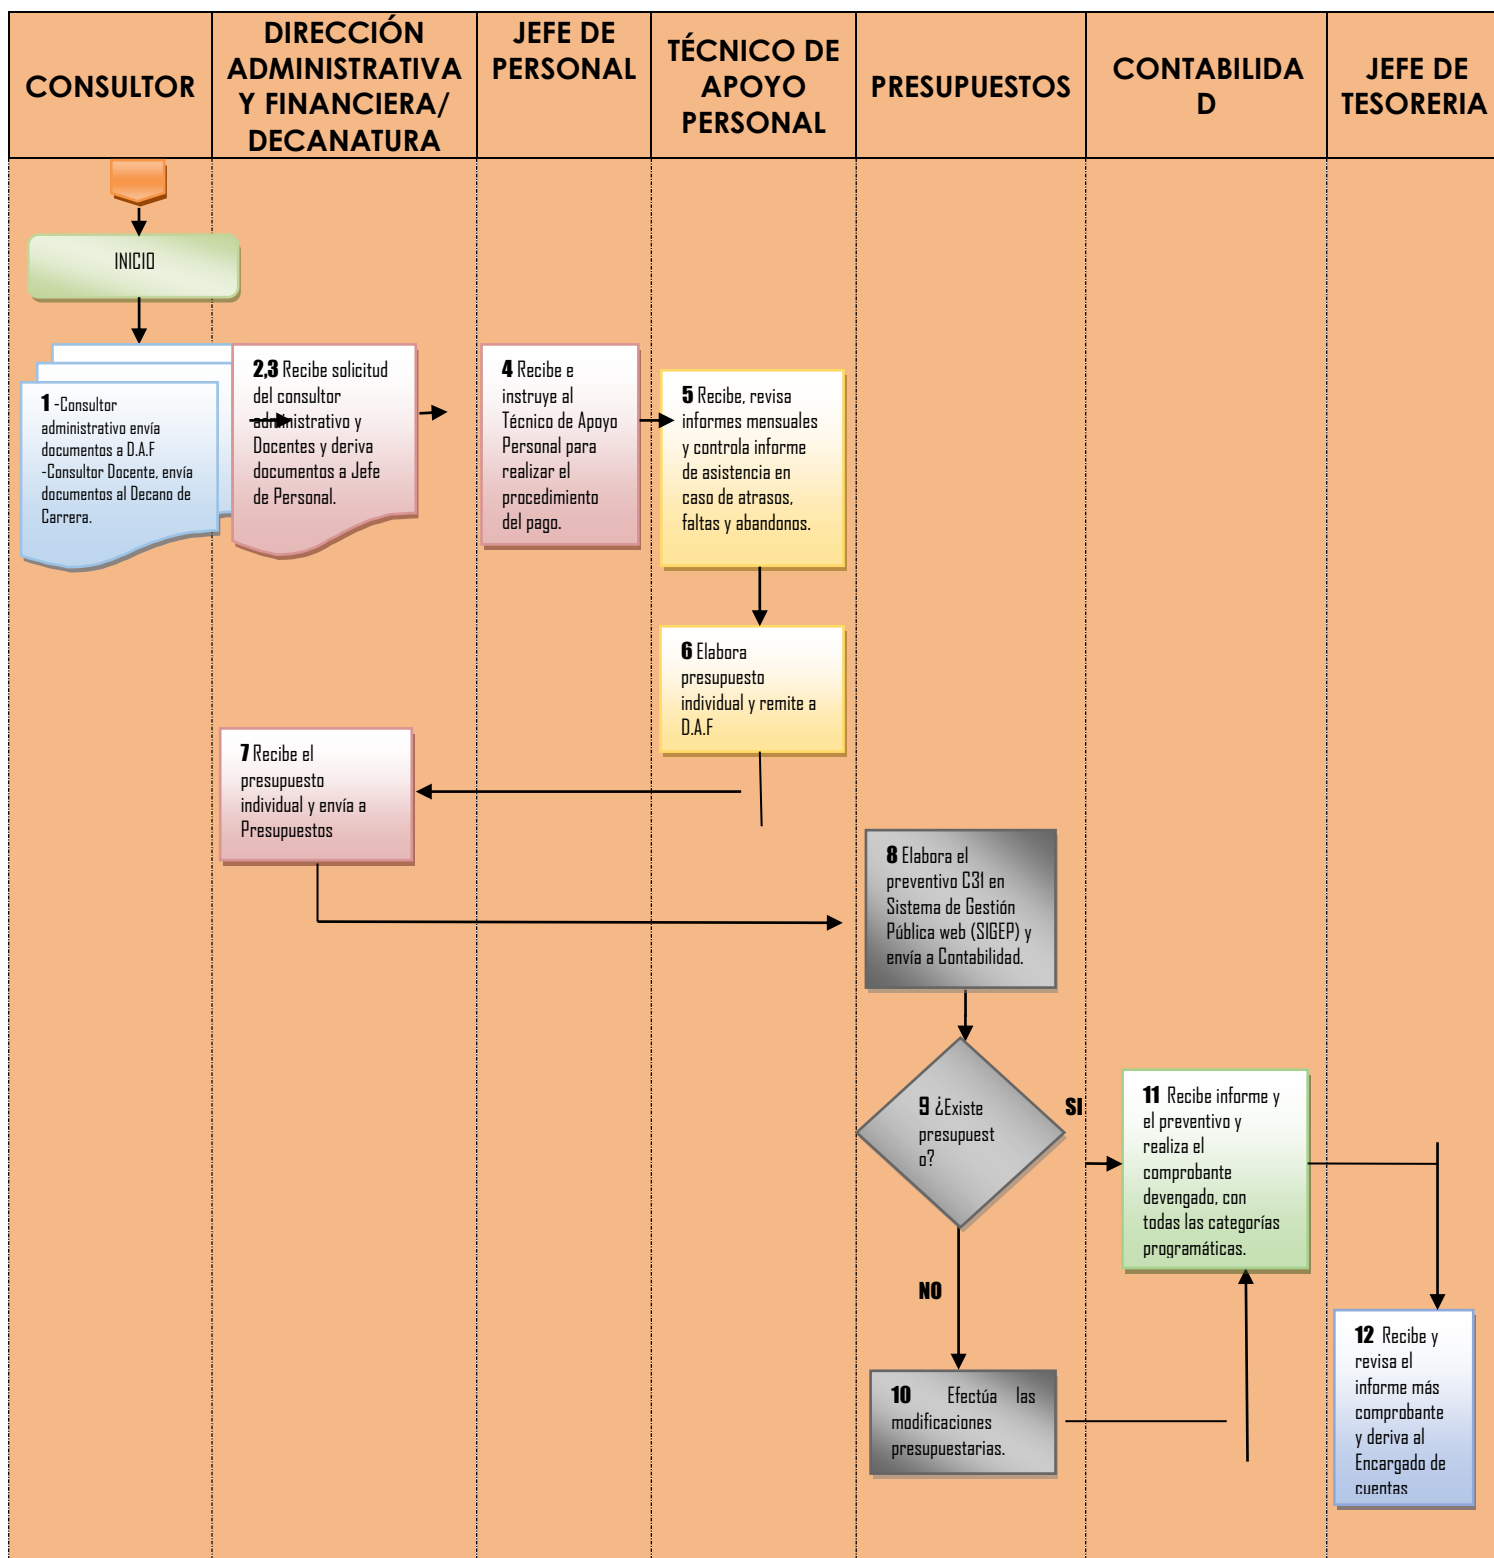 CONSULTOR
DIRECCIÓN
ADMINISTRATIVA
Y FINANCIERA/
DECANATURA
JEFE DE
PERSONAL
TÉCNICO DE
APOYO
PERSONAL
PRESUPUESTOS
CONTABILIDA
D
JEFE DE
TESORERIA
INICIO
1 -Consultor
administrativo envía
documentos a D.A.F
-Consultor Docente, envía
documentos al Decano de
Carrera.
2,3 Recibe solicitud
del consultor
administrativo y
Docentes y deriva
documentos a Jefe
de Personal.
4 Recibe e
instruye al
Técnico de Apoyo
Personal para
realizar el
procedimiento
del pago.
5 Recibe, revisa
informes mensuales
y controla informe
de asistencia en
caso de atrasos,
faltas y abandonos.
6 Elabora
presupuesto
individual y remite a
D.A.F
7 Recibe el
presupuesto
individual y envía a
Presupuestos
8 Elabora el
preventivo C31 en
Sistema de Gestión
Pública web (SIGEP) y
envía a Contabilidad.
9 ¿Existe
presupuest
o?
SI
NO
10 Efectúa las
modificaciones
presupuestarias.
11 Recibe informe y
el preventivo y
realiza el
comprobante
devengado, con
todas las categorías
programáticas.
12 Recibe y
revisa el
informe más
comprobante
y deriva al
Encargado de
cuentas